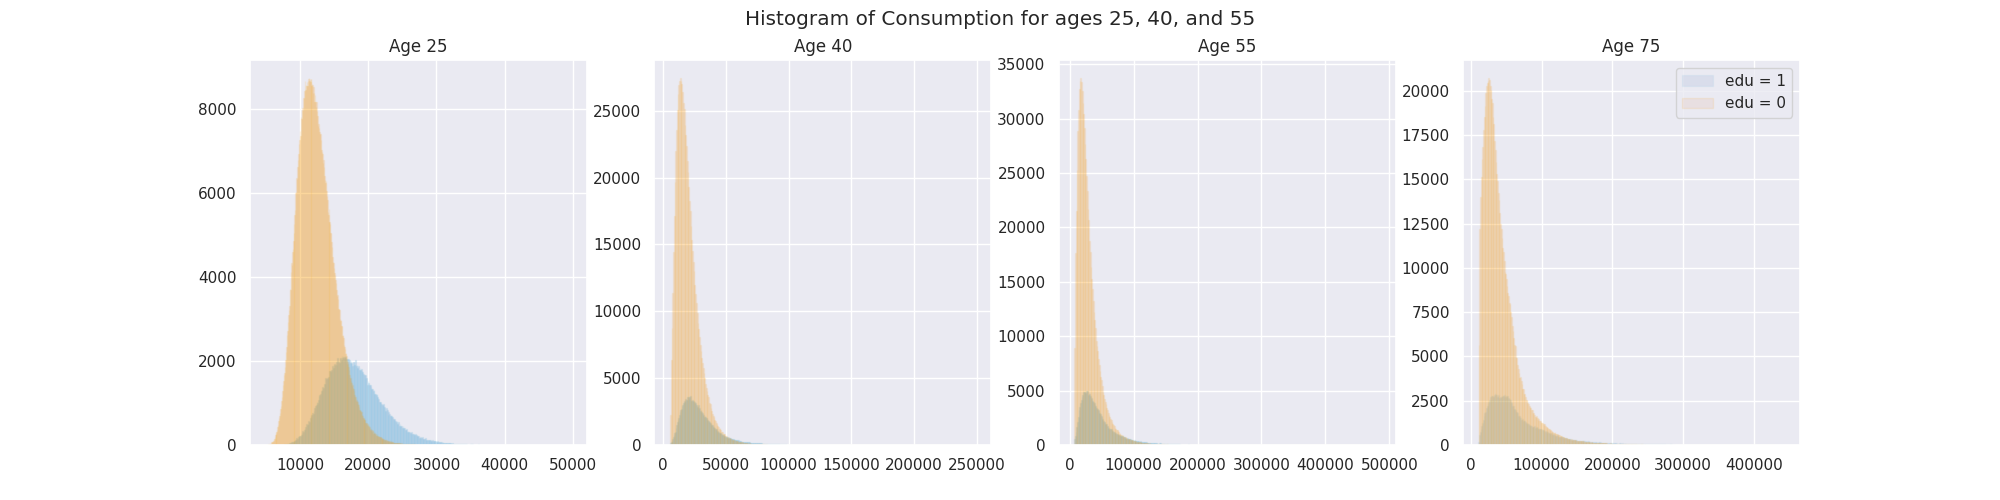 Histogram of Consumption for ages 25, 40, and 55
Age 25
8000
6000
4000
2000
0
10000 20000 30000 40000 50000
Age 40
25000
20000
15000
10000
5000
0
0 50000 100000 150000 200000 250000
Age 55
35000
30000
25000
20000
15000
10000
5000
0
0 100000 200000 300000 400000 500000
Age 75
edu = 1
edu = 0
20000
17500
15000
12500
10000
7500
5000
2500
0
0 100000 200000 300000 400000